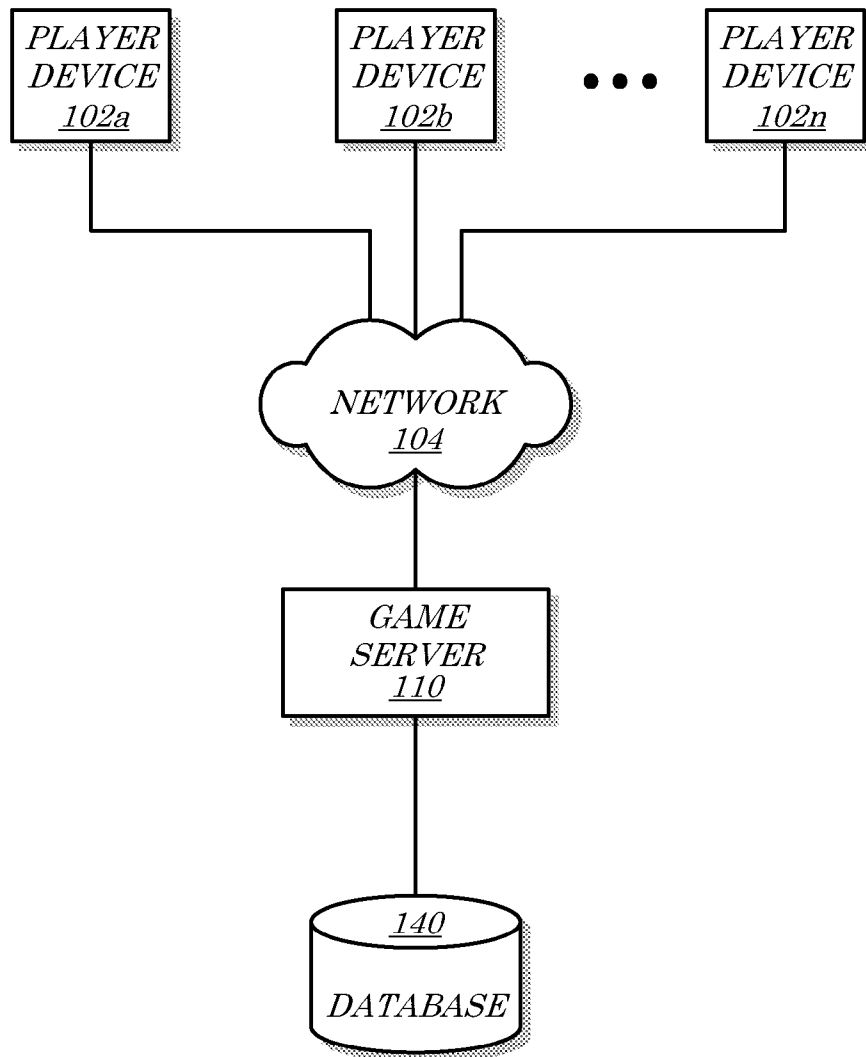 PLAYER
DEVICE
102a
PLAYER
DEVICE
102b
PLAYER
DEVICE
102n
NETWORK
104
GAME
SERVER
110
140
DATABASE